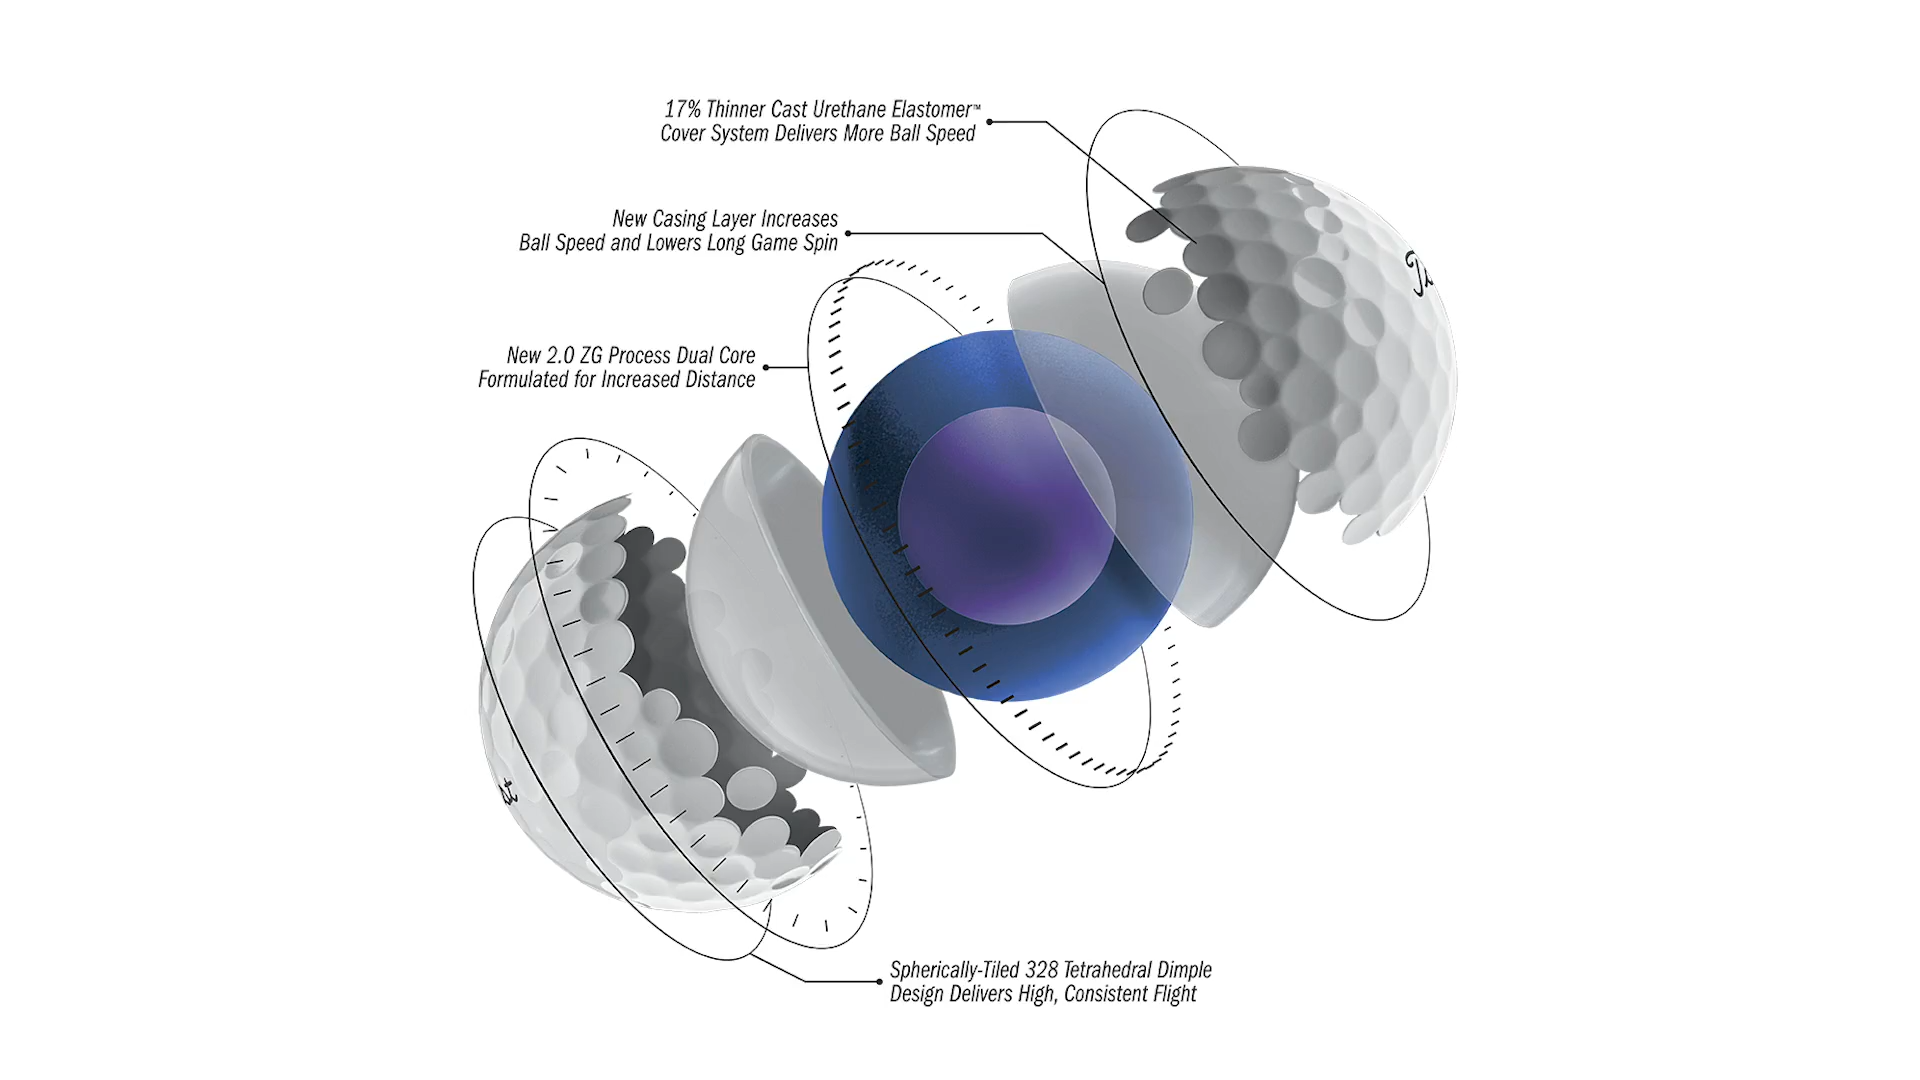 17% Thinner Cast Urethane Elastomer™
Cover System Delivers More Ball Speed
New Casing Layer Increases
Ball Speed and Lowers Long Game Spin
New 2.0 ZG Process Dual Core
Formulated for Increased Distance
Spherically-Tiled 328 Tetrahedral Dimple
Design Delivers High, Consistent Flight